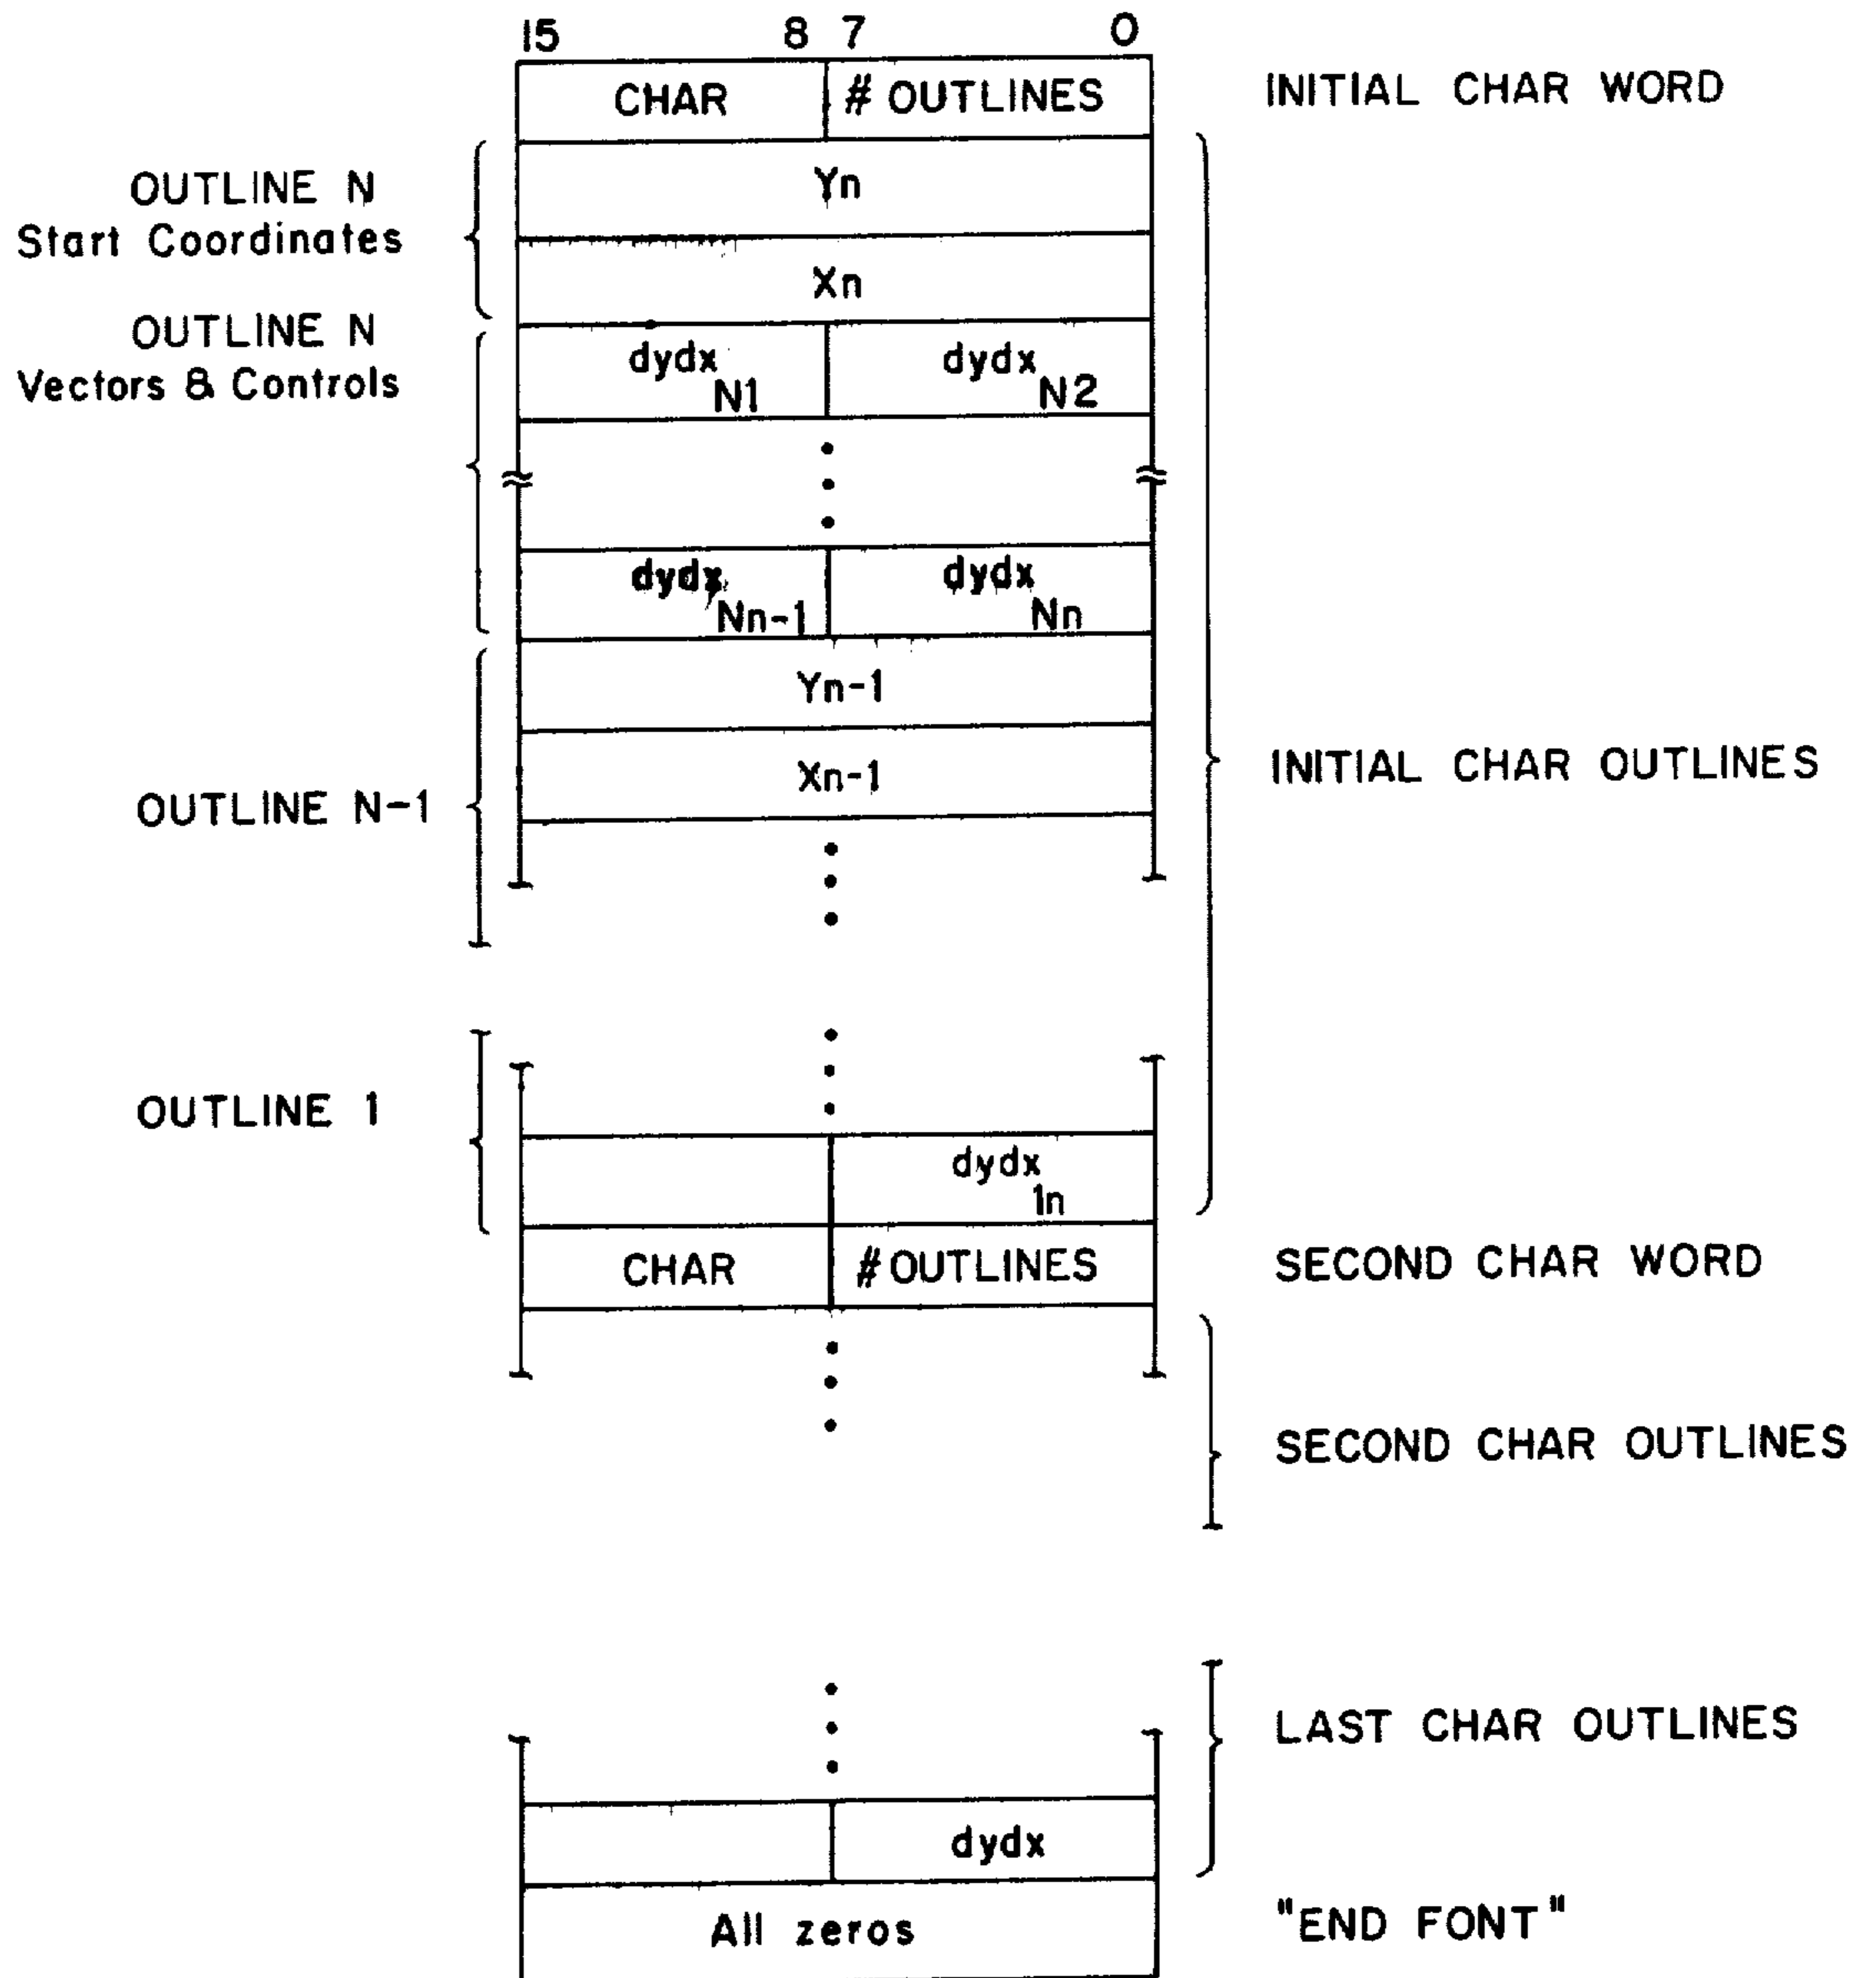 15 8 7 0
CHAR # OUTLINES INITIAL CHAR WORD
OUTLINE N
Start Coordinates
Yn
Xn
OUTLINE N
Vectors & Controls
dydx N1 dydx N2
dydx Nn-1 dydx Nn
Yn-1
Xn-1
OUTLINE N-1
INITIAL CHAR OUTLINES
OUTLINE 1
dydx 1n
CHAR #OUTLINES SECOND CHAR WORD
SECOND CHAR OUTLINES
LAST CHAR OUTLINES
dydx
All zeros "END FONT"